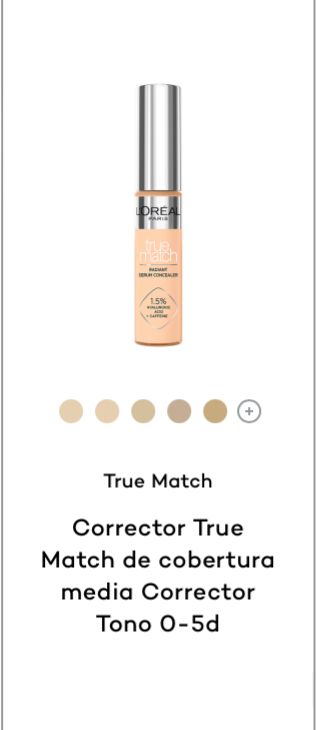 L'ORÉAL
PARIS
true
match
RADIANT
SERUM CONCEALER
1.5%
HYALURONIC
ACID
+ CAFFEINE
+
True Match
Corrector True
Match de cobertura
media Corrector
Tono 0-5d